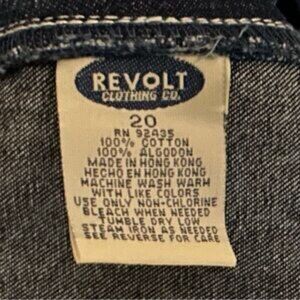 REVOLT
CLOTHING CO.
20
RN 92435
100% COTTON
100% ALGODON
MADE IN HONG KONG
HECHO EN HONG KONG
MACHINE WASH WARM
WITH LIKE COLORS
USE ONLY NON-CHLORINE
BLEACH WHEN NEEDED
TUMBLE DRY LOW
STEAM IRON AS NEEDED
SEE REVERSE FOR CARE